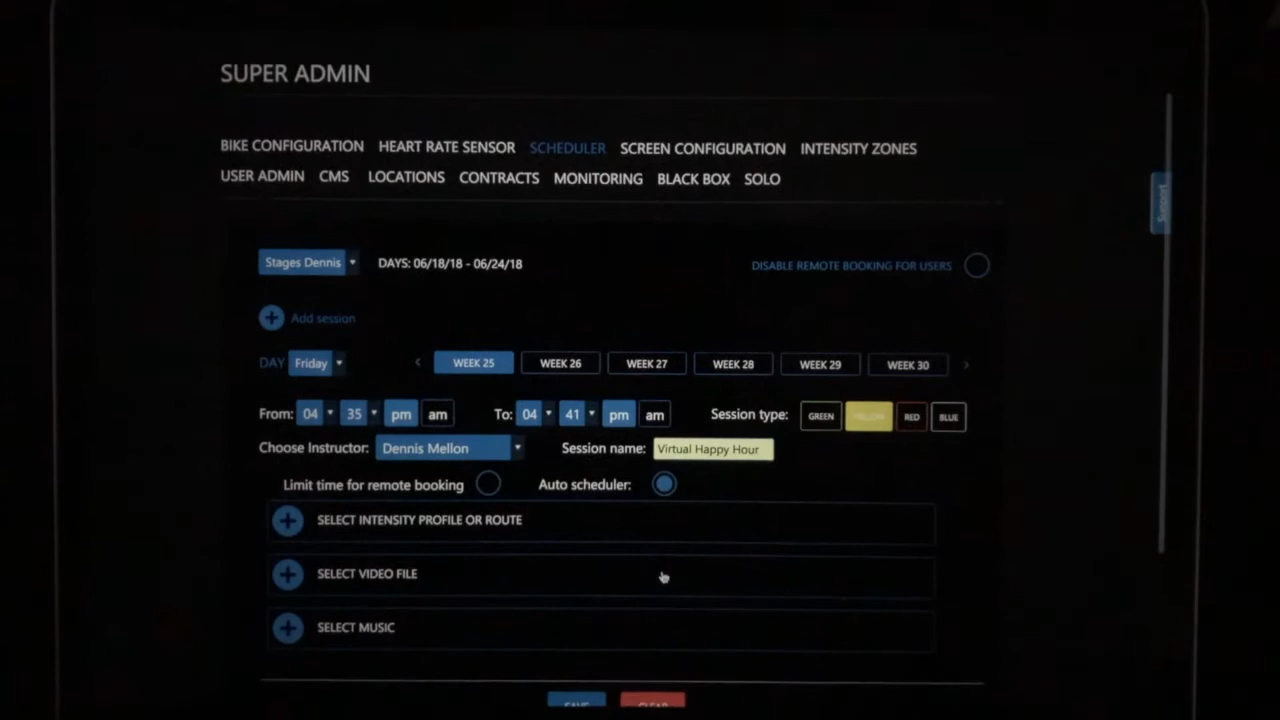 SUPER ADMIN
BIKE CONFIGURATION HEART RATE SENSOR SCHEDULER SCREEN CONFIGURATION INTENSITY ZONES
USER ADMIN CMS LOCATIONS CONTRACTS MONITORING BLACK BOX SOLO
Support
Stages Dennis DAYS: 06/18/18 - 06/24/18 DISABLE REMOTE BOOKING FOR USERS
Add session
DAY Friday < WEEK 25 WEEK 26 WEEK 27 WEEK 28 WEEK 29 WEEK 30 >
From: 04 35 pm am To: 04 41 pm am Session type: GREEN YELLOW RED BLUE
Choose Instructor: Dennis Mellon Session name: Virtual Happy Hour
Limit time for remote booking Auto scheduler:
SELECT INTENSITY PROFILE OR ROUTE
SELECT VIDEO FILE
SELECT MUSIC
SAVE CLEAR